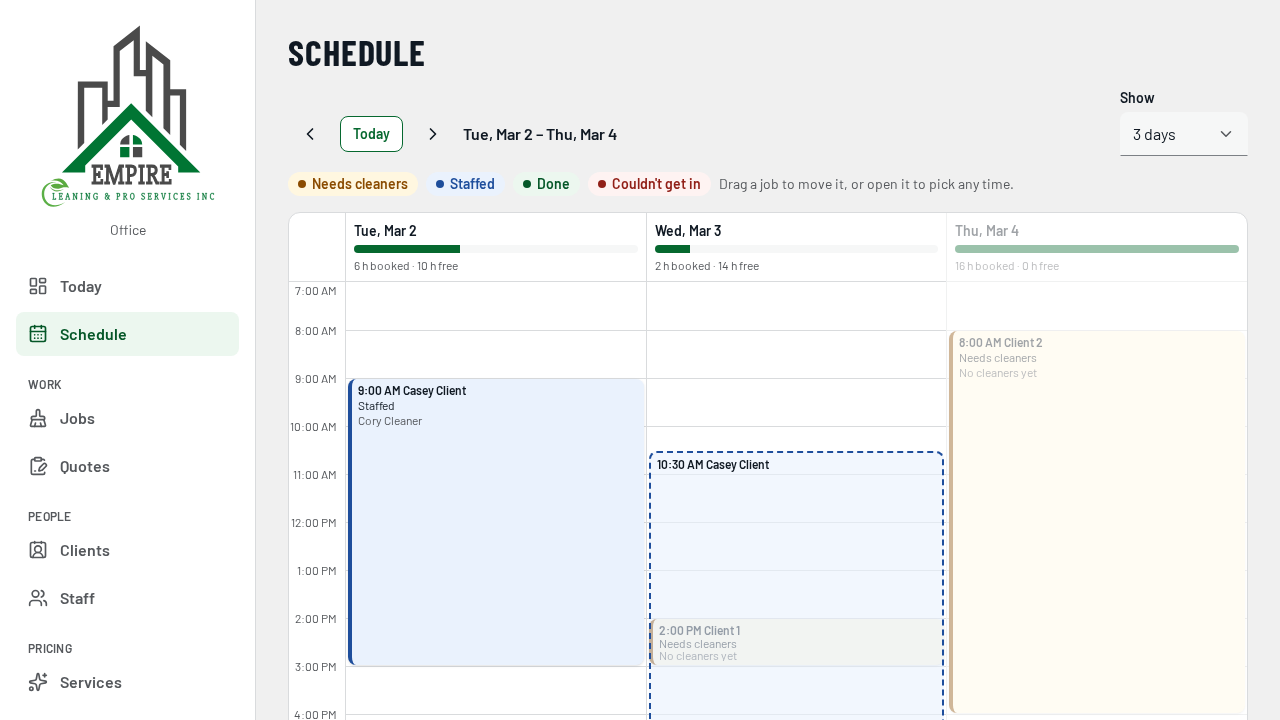 EMPIRE
CLEANING & PRO SERVICES INC
Office
Today
Schedule
WORK
Jobs
Quotes
PEOPLE
Clients
Staff
PRICING
Services
SCHEDULE
Today
Tue, Mar 2 – Thu, Mar 4
Show
3 days
Needs cleaners
Staffed
Done
Couldn't get in
Drag a job to move it, or open it to pick any time.
Tue, Mar 2
6 h booked · 10 h free
Wed, Mar 3
2 h booked · 14 h free
Thu, Mar 4
16 h booked · 0 h free
7:00 AM
8:00 AM
9:00 AM
10:00 AM
11:00 AM
12:00 PM
1:00 PM
2:00 PM
3:00 PM
4:00 PM
9:00 AM Casey Client
Staffed
Cory Cleaner
10:30 AM Casey Client
2:00 PM Client 1
Needs cleaners
No cleaners yet
8:00 AM Client 2
Needs cleaners
No cleaners yet